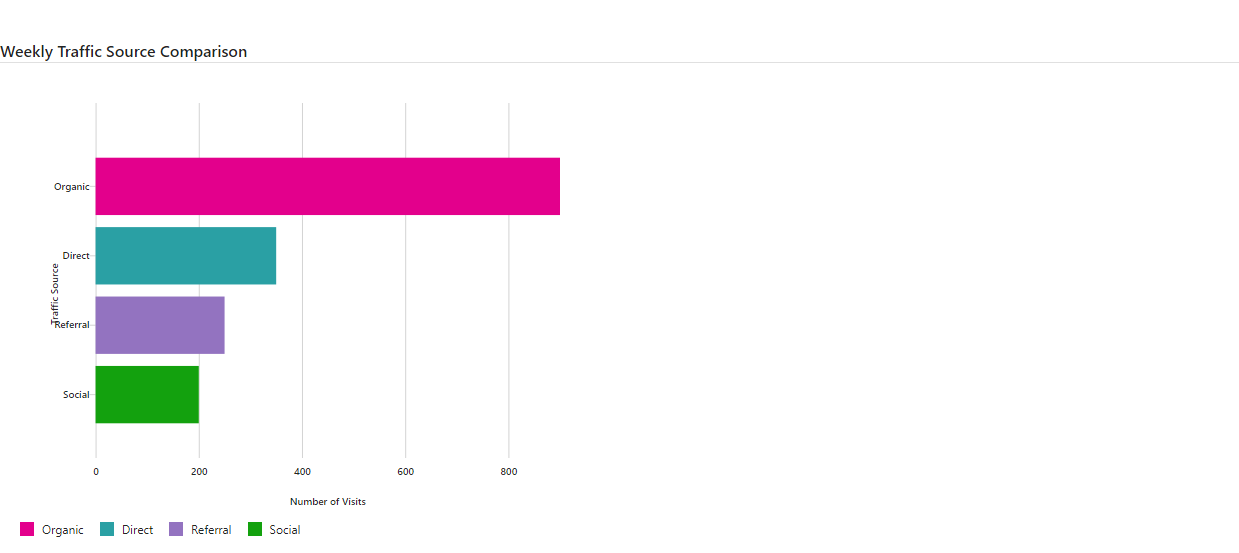 Weekly Traffic Source Comparison
Organic
Direct
Traffic Source
Referral
Social
0 200 400 600 800
Number of Visits
Organic Direct Referral Social